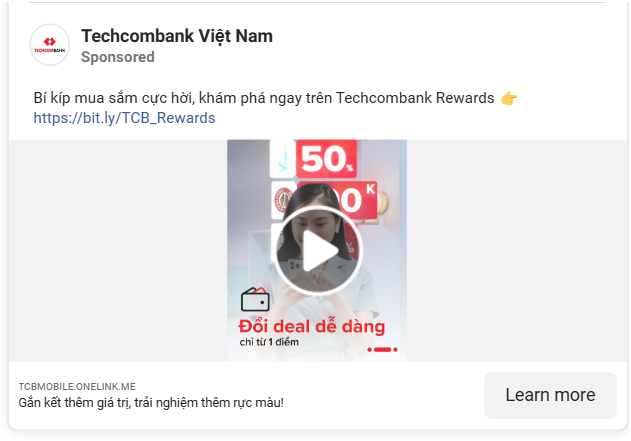 TECHCOMBANK
Techcombank Việt Nam
Sponsored
Bí kíp mua sắm cực hời, khám phá ngay trên Techcombank Rewards 👉
https://bit.ly/TCB_Rewards
50%
K
%
Đổi deal dễ dàng
chỉ từ 1 điểm
TCBMOBILE.ONELINK.ME
Gắn kết thêm giá trị, trải nghiệm thêm rực màu!
Learn more